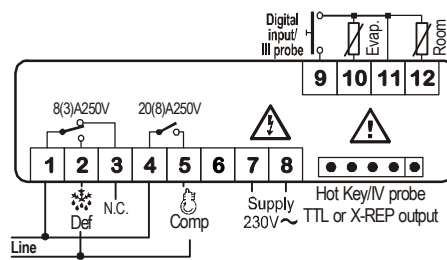 Digital
input/
III probe
Evap.
Room
9 10 11 12
8(3)A250V 20(8)A250V
1 2 3 4 5 6 7 8
Def
N.C.
Comp
Supply
230V~
Hot Key/IV probe
TTL or X-REP output
Line